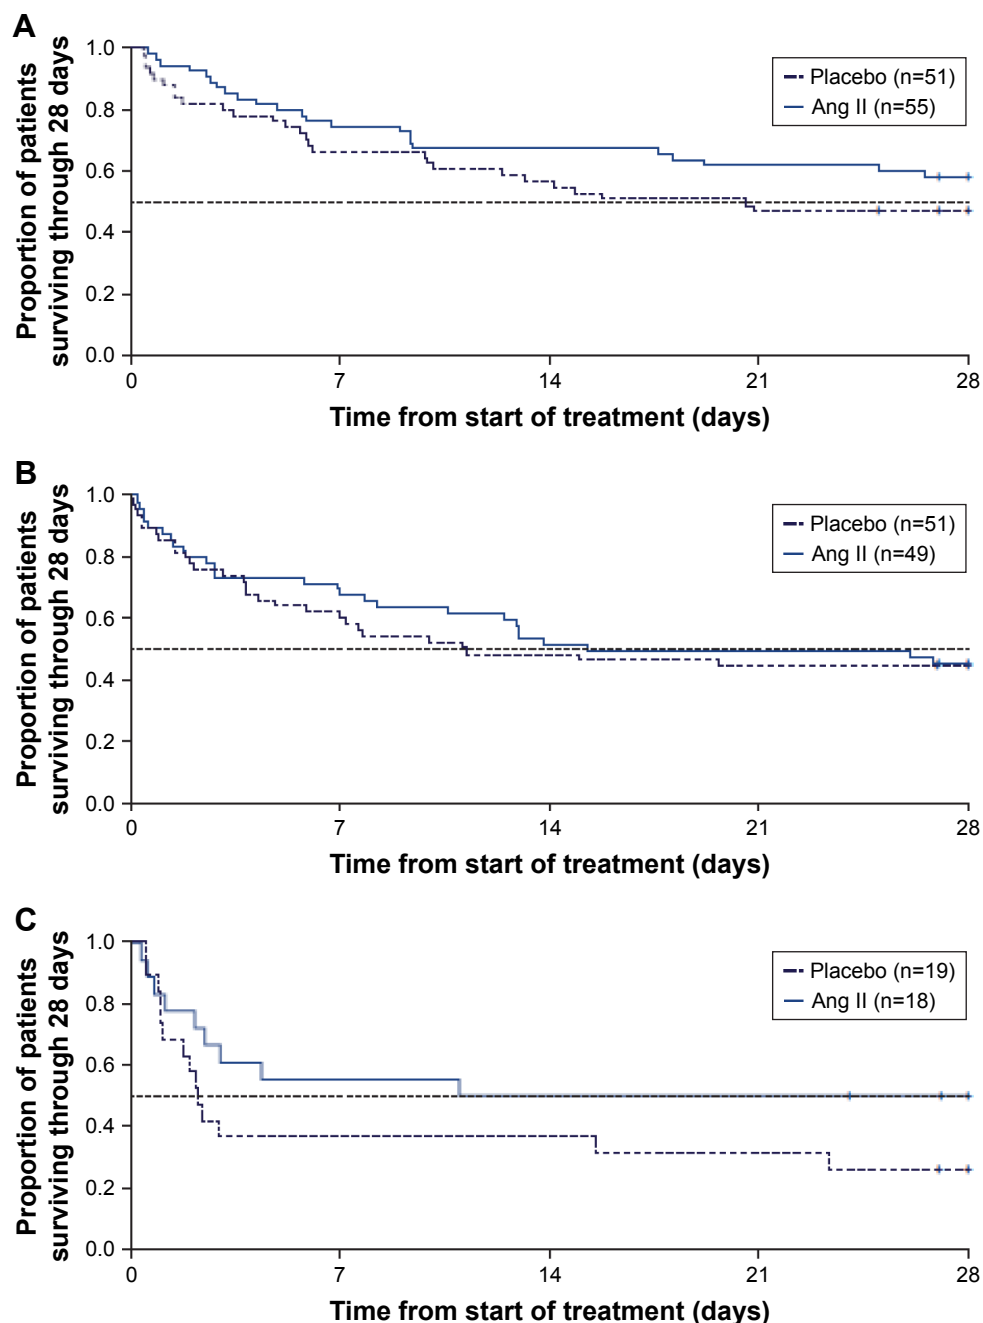 A
Proportion of patients
surviving through 28 days
1.0
0.8
0.6
0.4
0.2
0.0
Placebo (n=51)
Ang II (n=55)
0 7 14 21 28
Time from start of treatment (days)
B
Proportion of patients
surviving through 28 days
1.0
0.8
0.6
0.4
0.2
0.0
Placebo (n=51)
Ang II (n=49)
0 7 14 21 28
Time from start of treatment (days)
C
Proportion of patients
surviving through 28 days
1.0
0.8
0.6
0.4
0.2
0.0
Placebo (n=19)
Ang II (n=18)
0 7 14 21 28
Time from start of treatment (days)